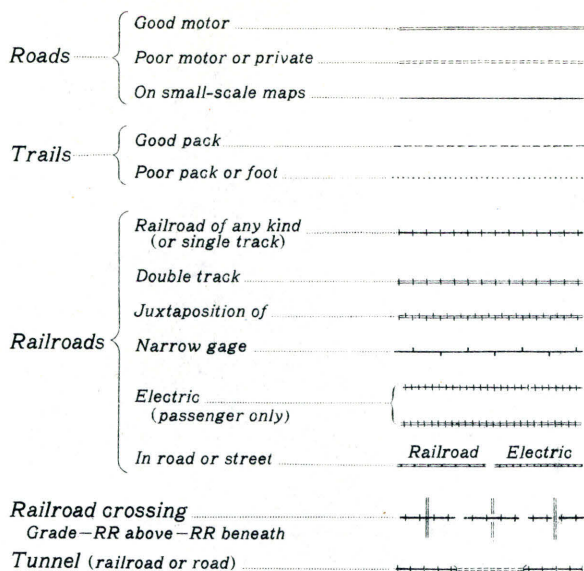 Roads
Good motor
Poor motor or private
On small-scale maps
Trails
Good pack
Poor pack or foot
Railroads
Railroad of any kind
(or single track)
Double track
Juxtaposition of
Narrow gage
Electric
(passenger only)
In road or street
Railroad Electric
Railroad crossing
Grade—RR above—RR beneath
Tunnel (railroad or road)